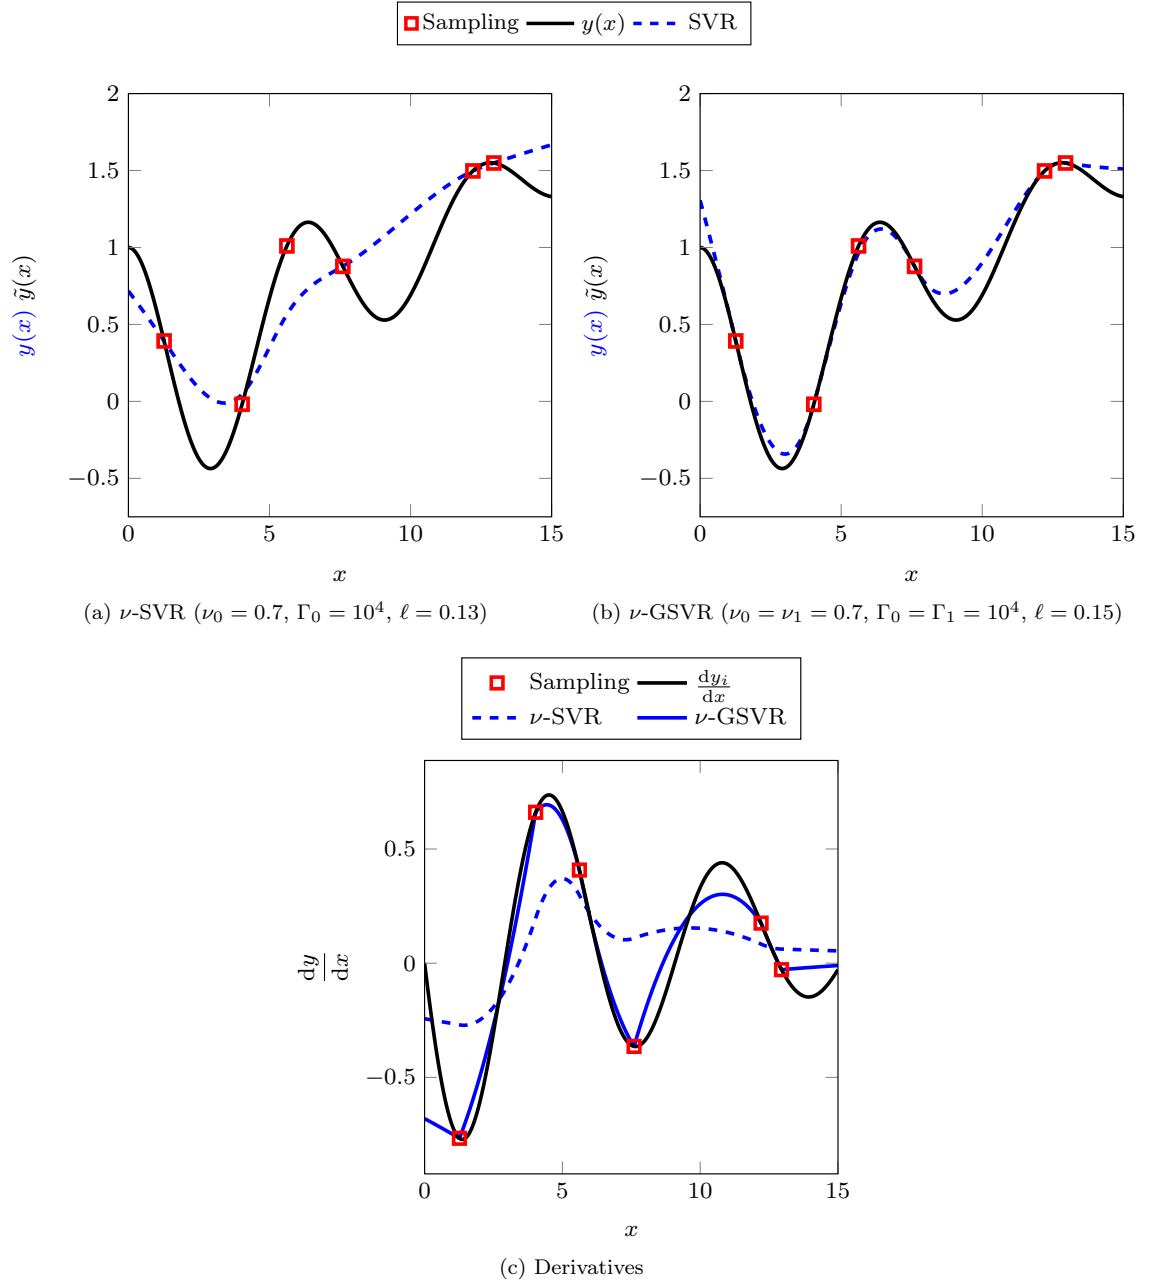 Sampling y(x) SVR
2
1.5
1
0.5
0
−0.5
0 5 10 15
x
y(x) ỹ(x)
(a) ν-SVR (ν₀ = 0.7, Γ₀ = 10⁴, ℓ = 0.13)
2
1.5
1
0.5
0
−0.5
0 5 10 15
x
y(x) ỹ(x)
(b) ν-GSVR (ν₀ = ν₁ = 0.7, Γ₀ = Γ₁ = 10⁴, ℓ = 0.15)
Sampling dyᵢ/dx
ν-SVR ν-GSVR
0.5
0
−0.5
0 5 10 15
x
dy/dx
(c) Derivatives